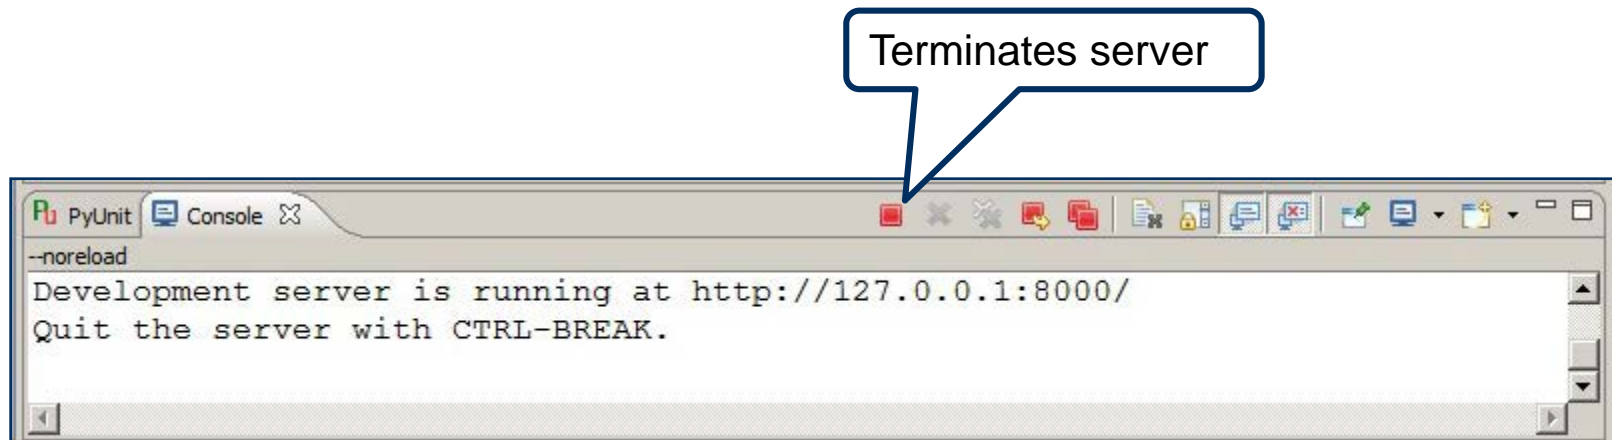 Terminates server
PyUnit Console
--noreload
Development server is running at http://127.0.0.1:8000/
Quit the server with CTRL-BREAK.